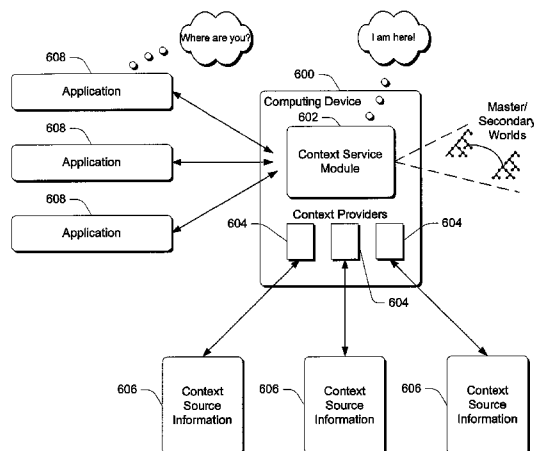 Where are you?
I am here!
608
600
Application
Computing Device
602
Master/
Secondary
Worlds
608
Context Service
Module
Application
608
Context Providers
604
604
Application
604
606
Context
Source
Information
606
Context
Source
Information
606
Context
Source
Information